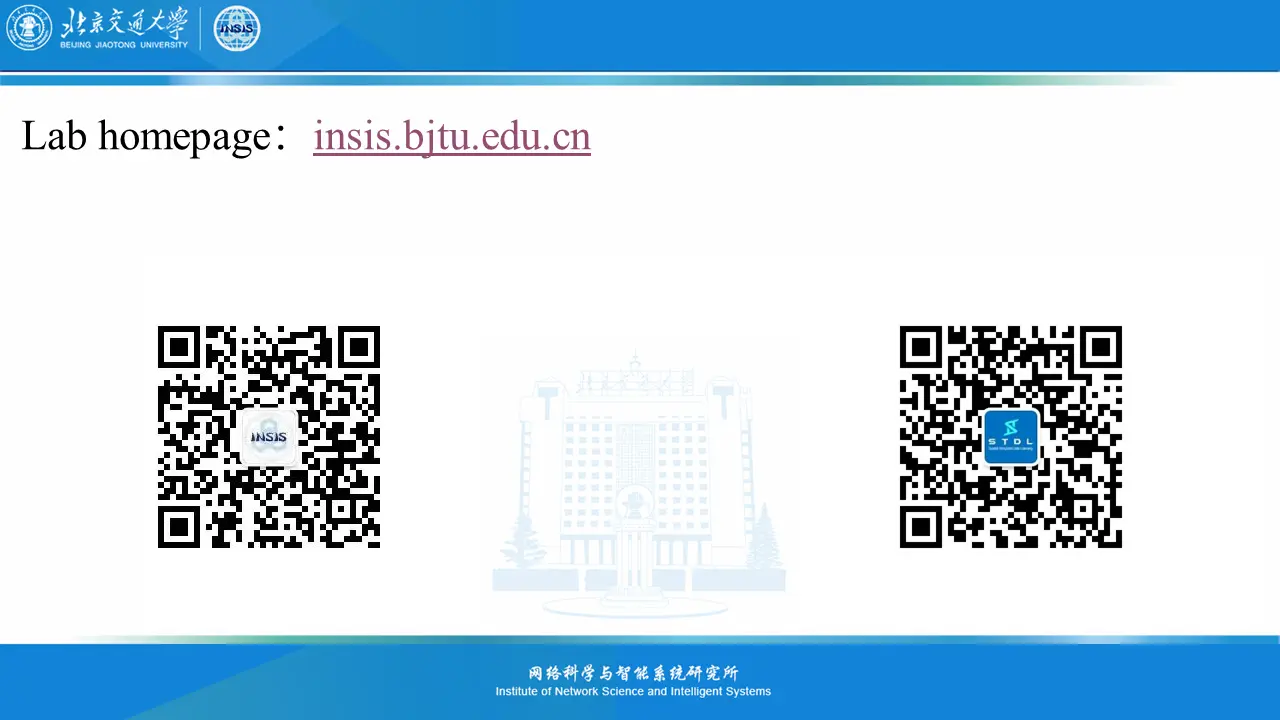 北京交通大学
BEIJING JIAOTONG UNIVERSITY
INSIS
Lab homepage：insis.bjtu.edu.cn
INSIS
STDL
网络科学与智能系统研究所
Institute of Network Science and Intelligent Systems